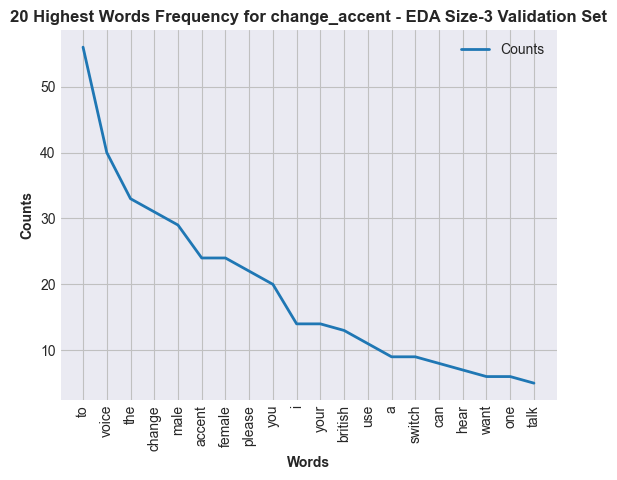 20 Highest Words Frequency for change_accent - EDA Size-3 Validation Set
Counts
50
40
30
20
10
Counts
to
voice
the
change
male
accent
female
please
you
i
your
british
use
a
switch
can
hear
want
one
talk
Words